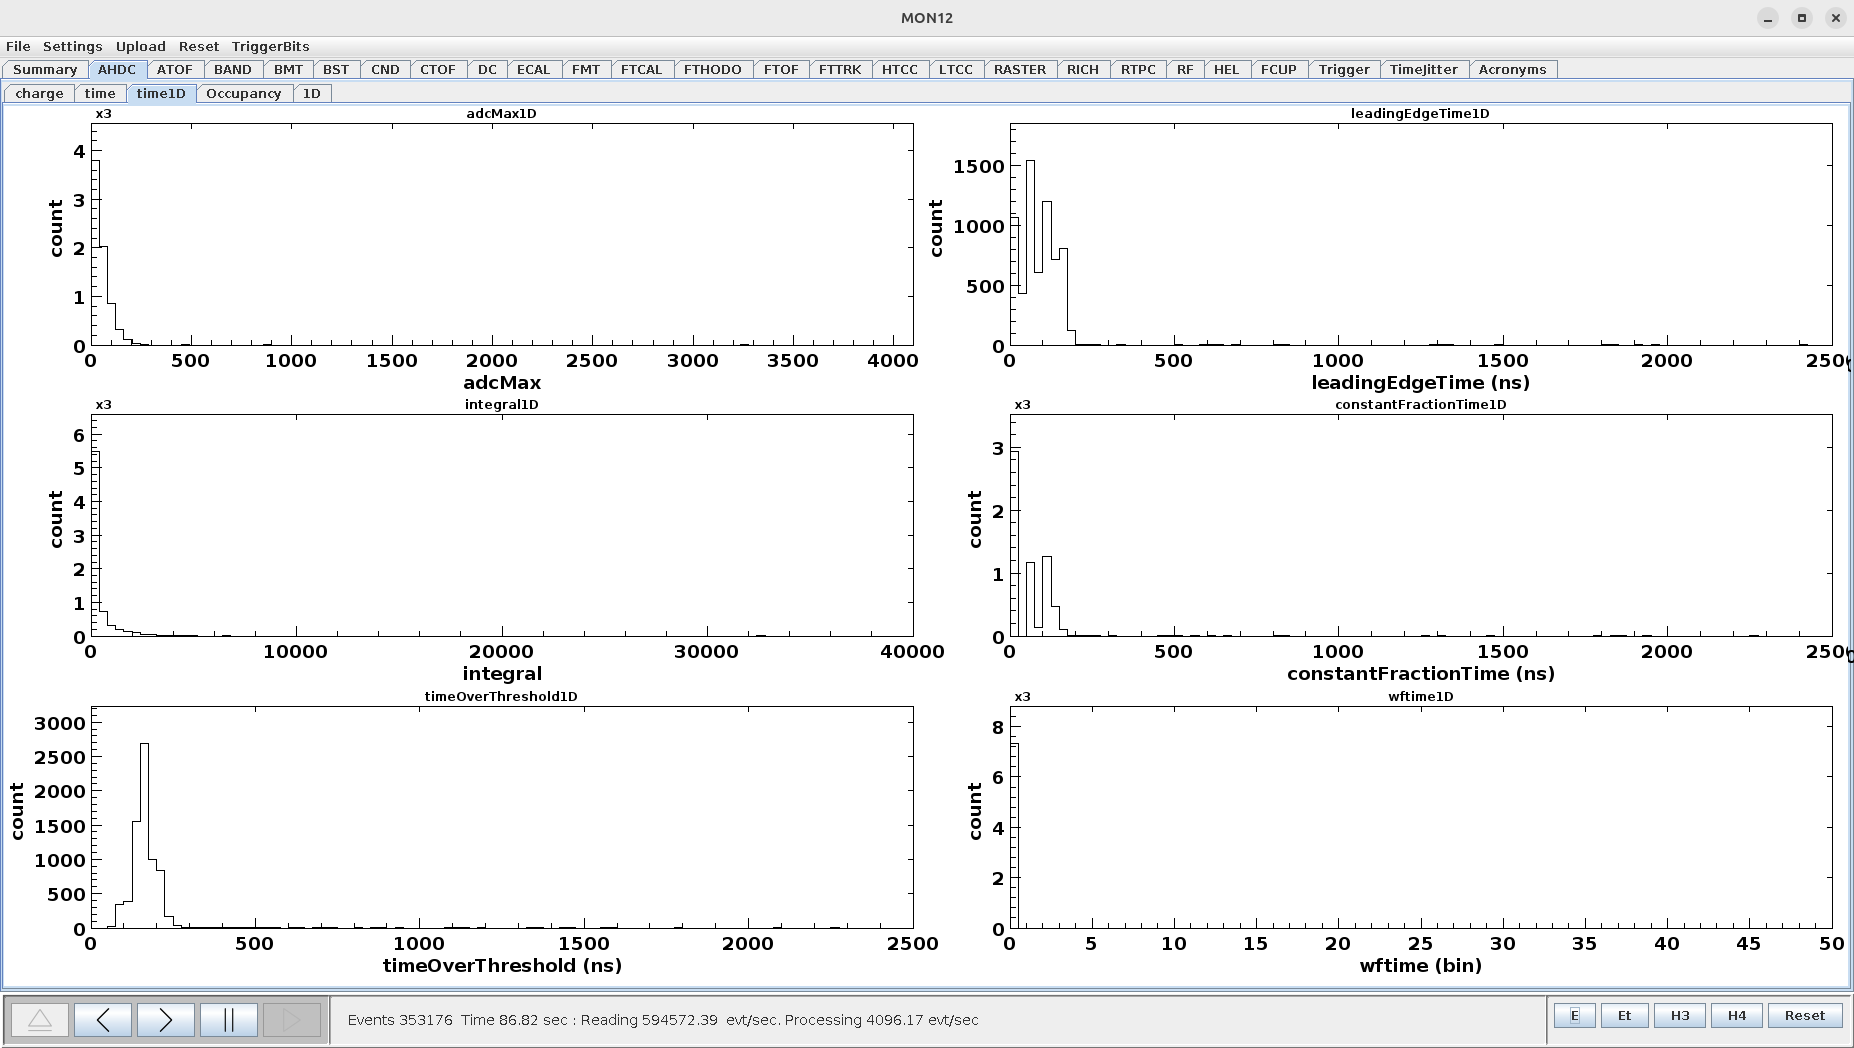 MON12
File Settings Upload Reset TriggerBits
Summary AHDC ATOF BAND BMT BST CND CTOF DC ECAL FMT FTCAL FTHODO FTOF FTTRK HTCC LTCC RASTER RICH RTPC RF HEL FCUP Trigger TimeJitter Acronyms
charge time time1D Occupancy 1D
x3 adcMax1D
4
3
2
1
0
count
0 500 1000 1500 2000 2500 3000 3500 4000
adcMax
leadingEdgeTime1D
1500
1000
500
0
count
0 500 1000 1500 2000 250
leadingEdgeTime (ns)
x3 integral1D
6
5
4
3
2
1
0
count
0 10000 20000 30000 40000
integral
x3 constantFractionTime1D
3
2
1
0
count
0 500 1000 1500 2000 250
constantFractionTime (ns)
timeOverThreshold1D
3000
2500
2000
1500
1000
500
0
count
0 500 1000 1500 2000 2500
timeOverThreshold (ns)
x3 wftime1D
8
6
4
2
0
count
0 5 10 15 20 25 30 35 40 45 50
wftime (bin)
Events 353176 Time 86.82 sec : Reading 594572.39 evt/sec. Processing 4096.17 evt/sec
E Et H3 H4 Reset